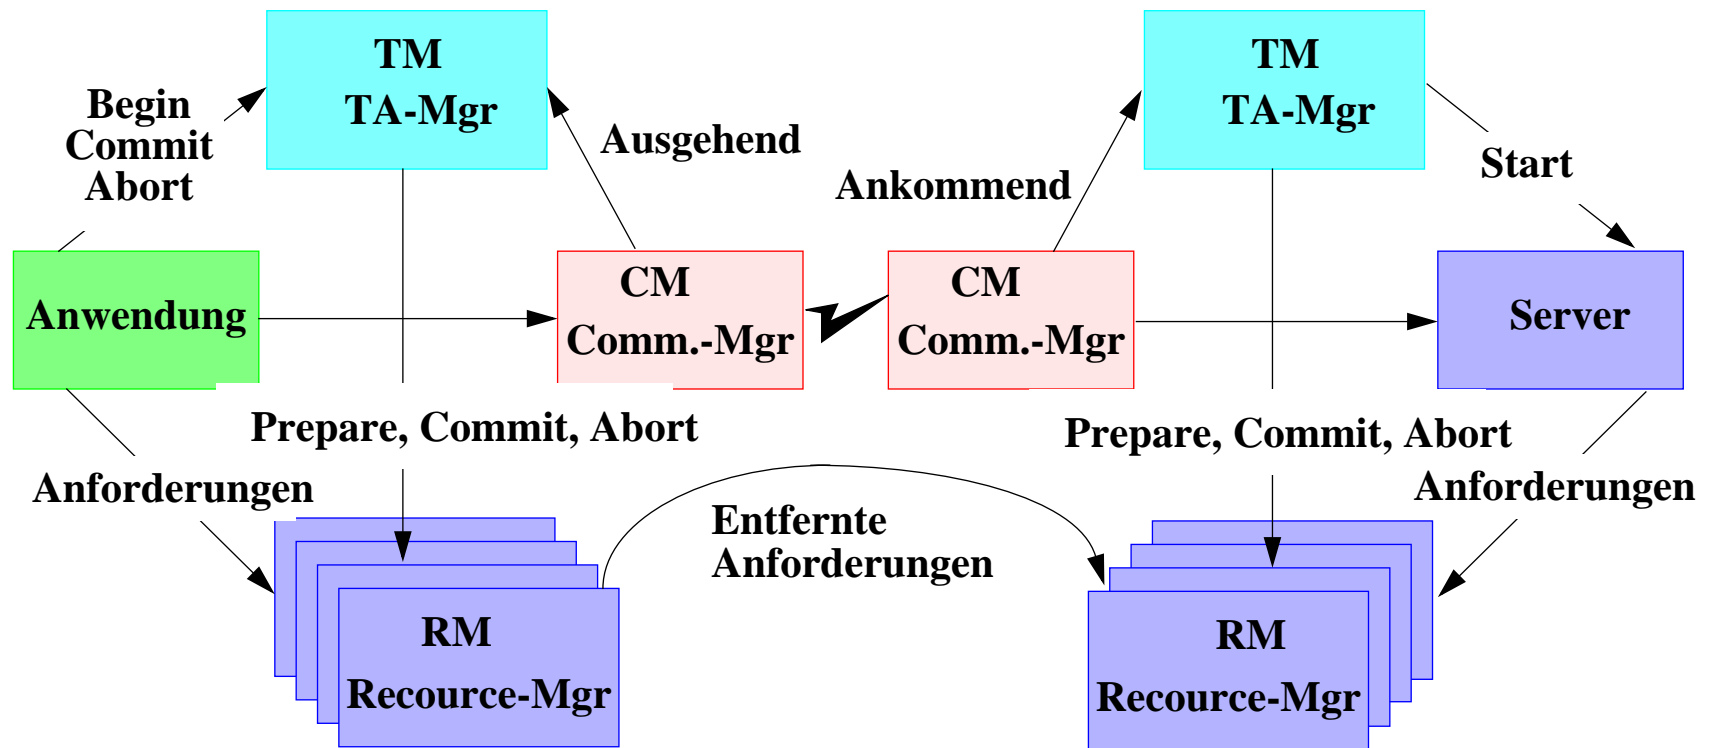 TM
TA-Mgr
TM
TA-Mgr
Begin
Commit
Abort
Ausgehend
Ankommend
Start
Anwendung
CM
Comm.-Mgr
CM
Comm.-Mgr
Server
Prepare, Commit, Abort
Prepare, Commit, Abort
Anforderungen
Anforderungen
Entfernte
Anforderungen
RM
Recource-Mgr
RM
Recource-Mgr